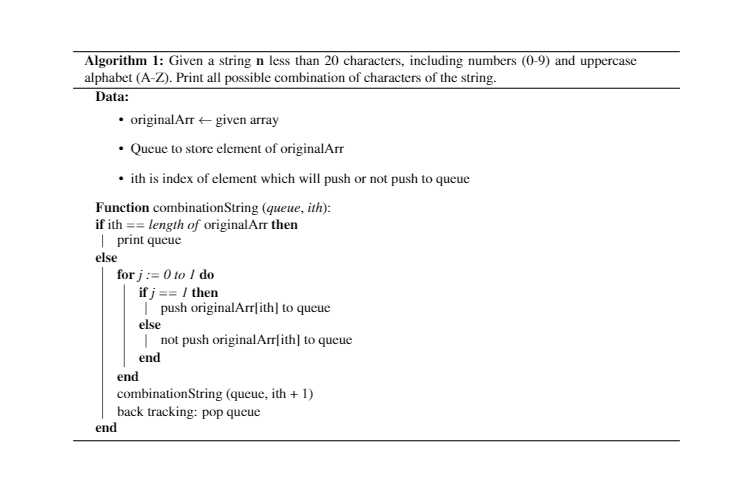 Algorithm 1: Given a string n less than 20 characters, including numbers (0-9) and uppercase
alphabet (A-Z). Print all possible combination of characters of the string.
Data:
• originalArr ← given array
• Queue to store element of originalArr
• ith is index of element which will push or not push to queue
Function combinationString (queue, ith):
if ith == length of originalArr then
print queue
else
for j := 0 to 1 do
if j == 1 then
push originalArr[ith] to queue
else
not push originalArr[ith] to queue
end
end
combinationString (queue, ith + 1)
back tracking: pop queue
end